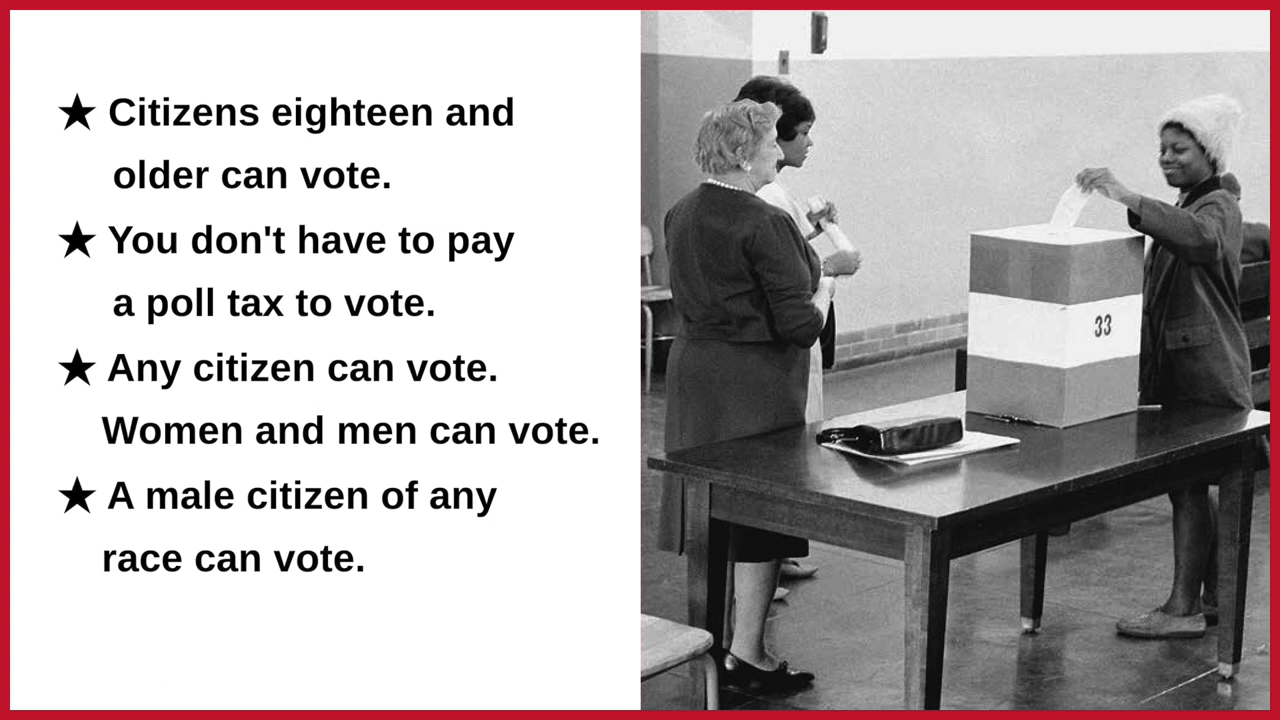 ★ Citizens eighteen and
older can vote.
★ You don't have to pay
a poll tax to vote.
★ Any citizen can vote.
Women and men can vote.
★ A male citizen of any
race can vote.
33